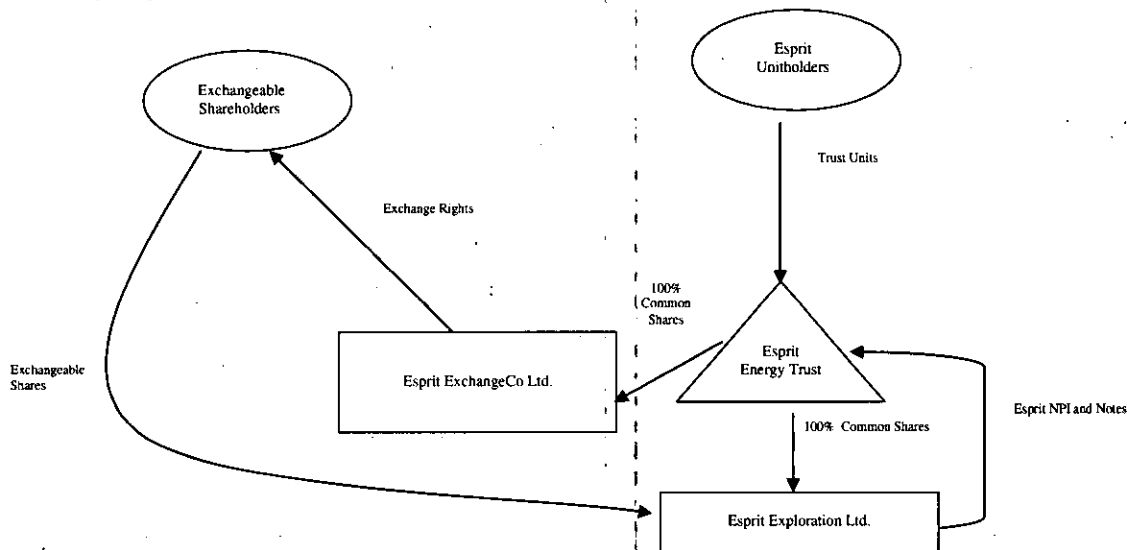 Esprit
Unitholders
Exchangeable
Shareholders
Trust Units
Exchange Rights
100%
Common
Shares
Esprit
Energy Trust
Exchangeable
Shares
Esprit ExchangeCo Ltd.
Esprit NPI and Notes
100% Common Shares
Esprit Exploration Ltd.